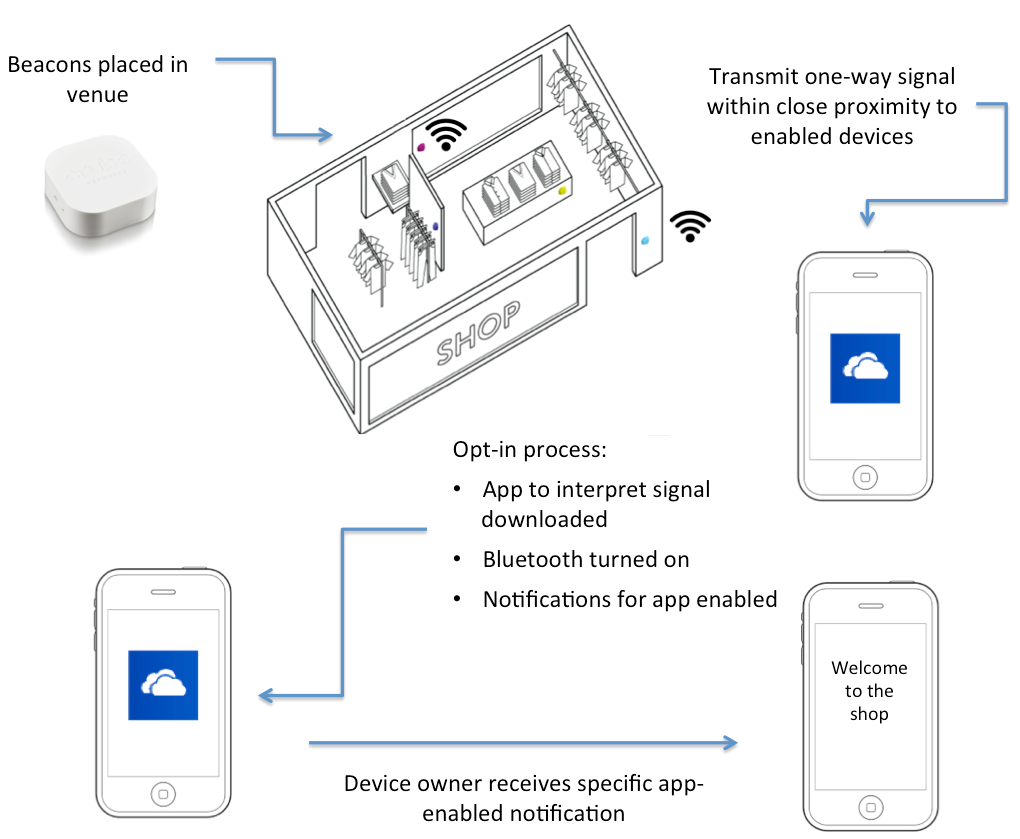 Beacons placed in
venue
Transmit one-way signal
within close proximity to
enabled devices
SHOP
Opt-in process:
• App to interpret signal
downloaded
• Bluetooth turned on
• Notifications for app enabled
Welcome
to the
shop
Device owner receives specific app-
enabled notification